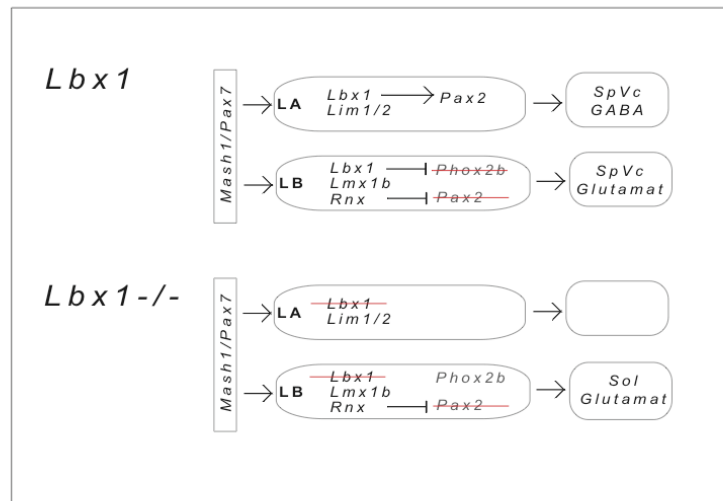 Lbx1
Mash1/Pax7
LA
Lbx1 Pax2
Lim1/2
SpVc
GABA
LB
Lbx1 Phox2b
Lmx1b
Rnx Pax2
SpVc
Glutamat
Lbx1-/-
Mash1/Pax7
LA
Lbx1
Lim1/2
LB
Lbx1 Phox2b
Lmx1b
Rnx Pax2
Sol
Glutamat